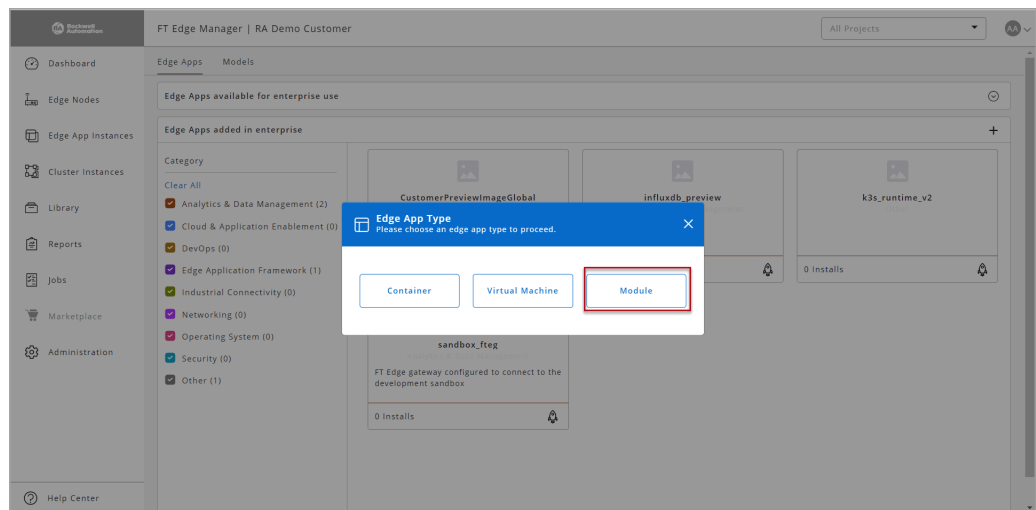 Rockwell
Automation
FT Edge Manager | RA Demo Customer
All Projects
AA
Dashboard
Edge Nodes
Edge App Instances
Cluster Instances
Library
Reports
Jobs
Marketplace
Administration
Help Center
Edge Apps
Models
Edge Apps available for enterprise use
Edge Apps added in enterprise
Category
Clear All
Analytics & Data Management (2)
Cloud & Application Enablement (0)
DevOps (0)
Edge Application Framework (1)
Industrial Connectivity (0)
Networking (0)
Operating System (0)
Security (0)
Other (1)
CustomerPreviewImageGlobal
influxdb_preview
k3s_runtime_v2
0 Installs
Edge App Type
Please choose an edge app type to proceed.
Container
Virtual Machine
Module
sandbox_fteg
FT Edge gateway configured to connect to the
development sandbox
0 Installs